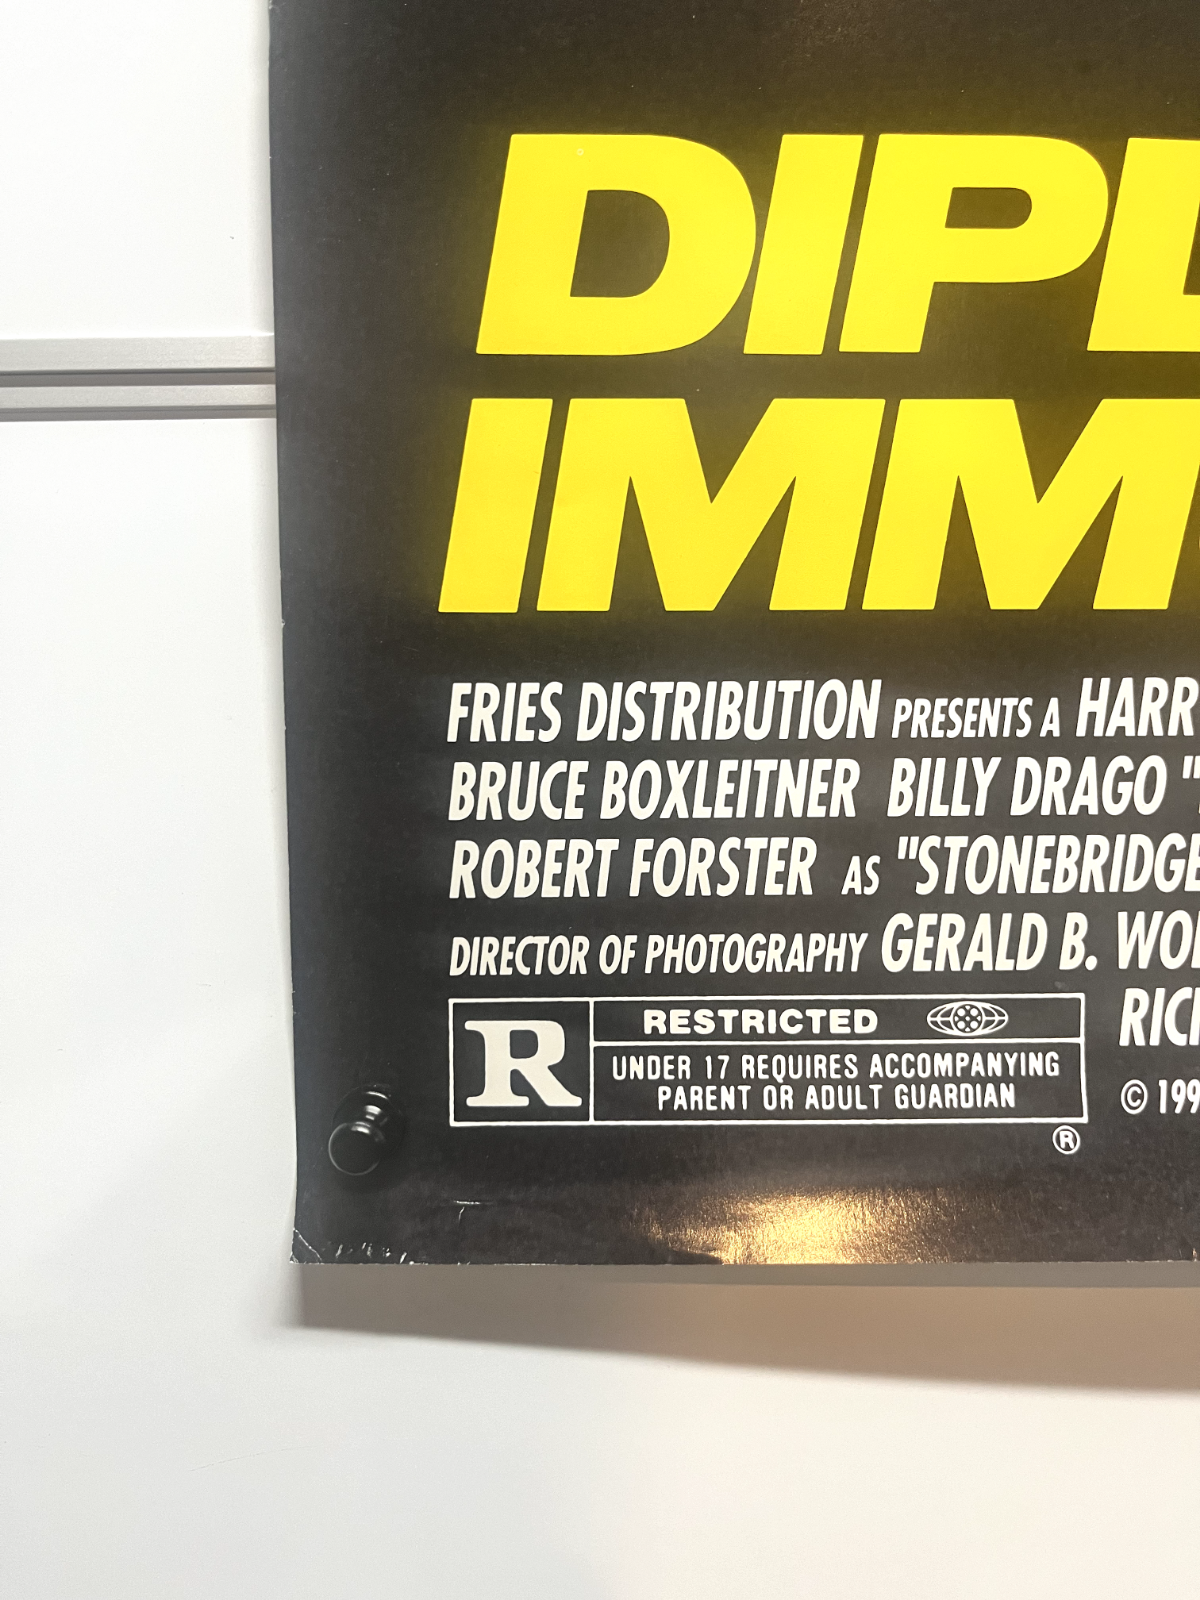 DIPL
IMM
FRIES DISTRIBUTION PRESENTS A HARR
BRUCE BOXLEITNER BILLY DRAGO "
ROBERT FORSTER AS "STONEBRIDGE
DIRECTOR OF PHOTOGRAPHY GERALD B. WOL
RIC
R RESTRICTED
UNDER 17 REQUIRES ACCOMPANYING
PARENT OR ADULT GUARDIAN
© 199
®